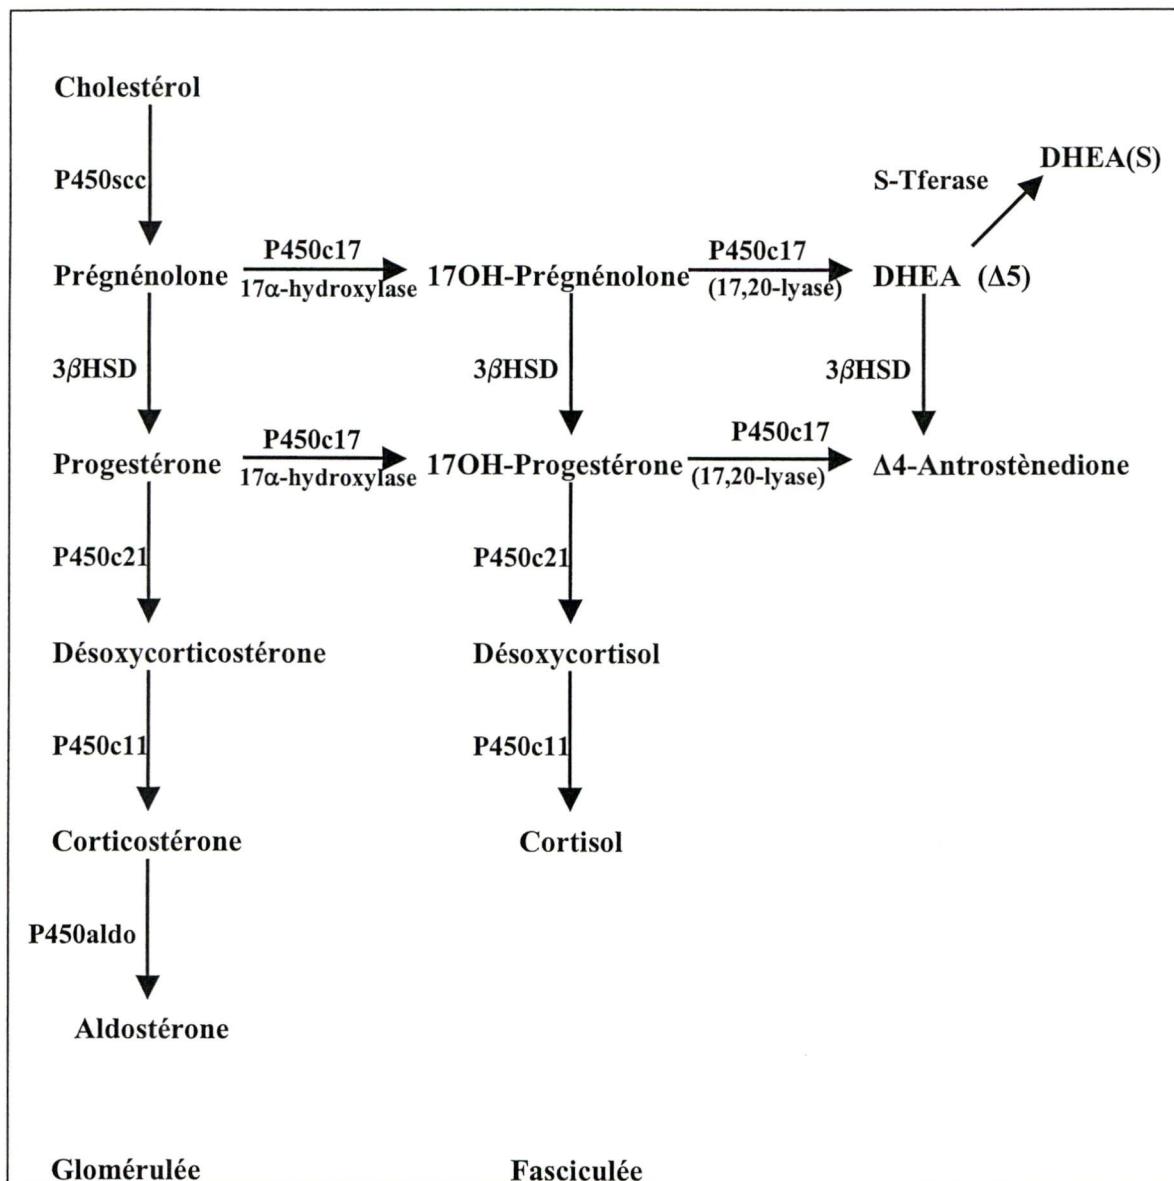 Cholestérol
DHEA(S)
P450scc
S-Tferase
P450c17
P450c17
Prégnénolone
17α-hydroxylase
17OH-Prégnénolone
(17,20-lyase)
DHEA (Δ5)
3βHSD
3βHSD
3βHSD
P450c17
P450c17
Progestérone
17α-hydroxylase
17OH-Progestérone
(17,20-lyase)
Δ4-Antrostènedione
P450c21
P450c21
Désoxycorticostérone
Désoxycortisol
P450c11
P450c11
Corticostérone
Cortisol
P450aldo
Aldostérone
Glomérulée
Fasciculée